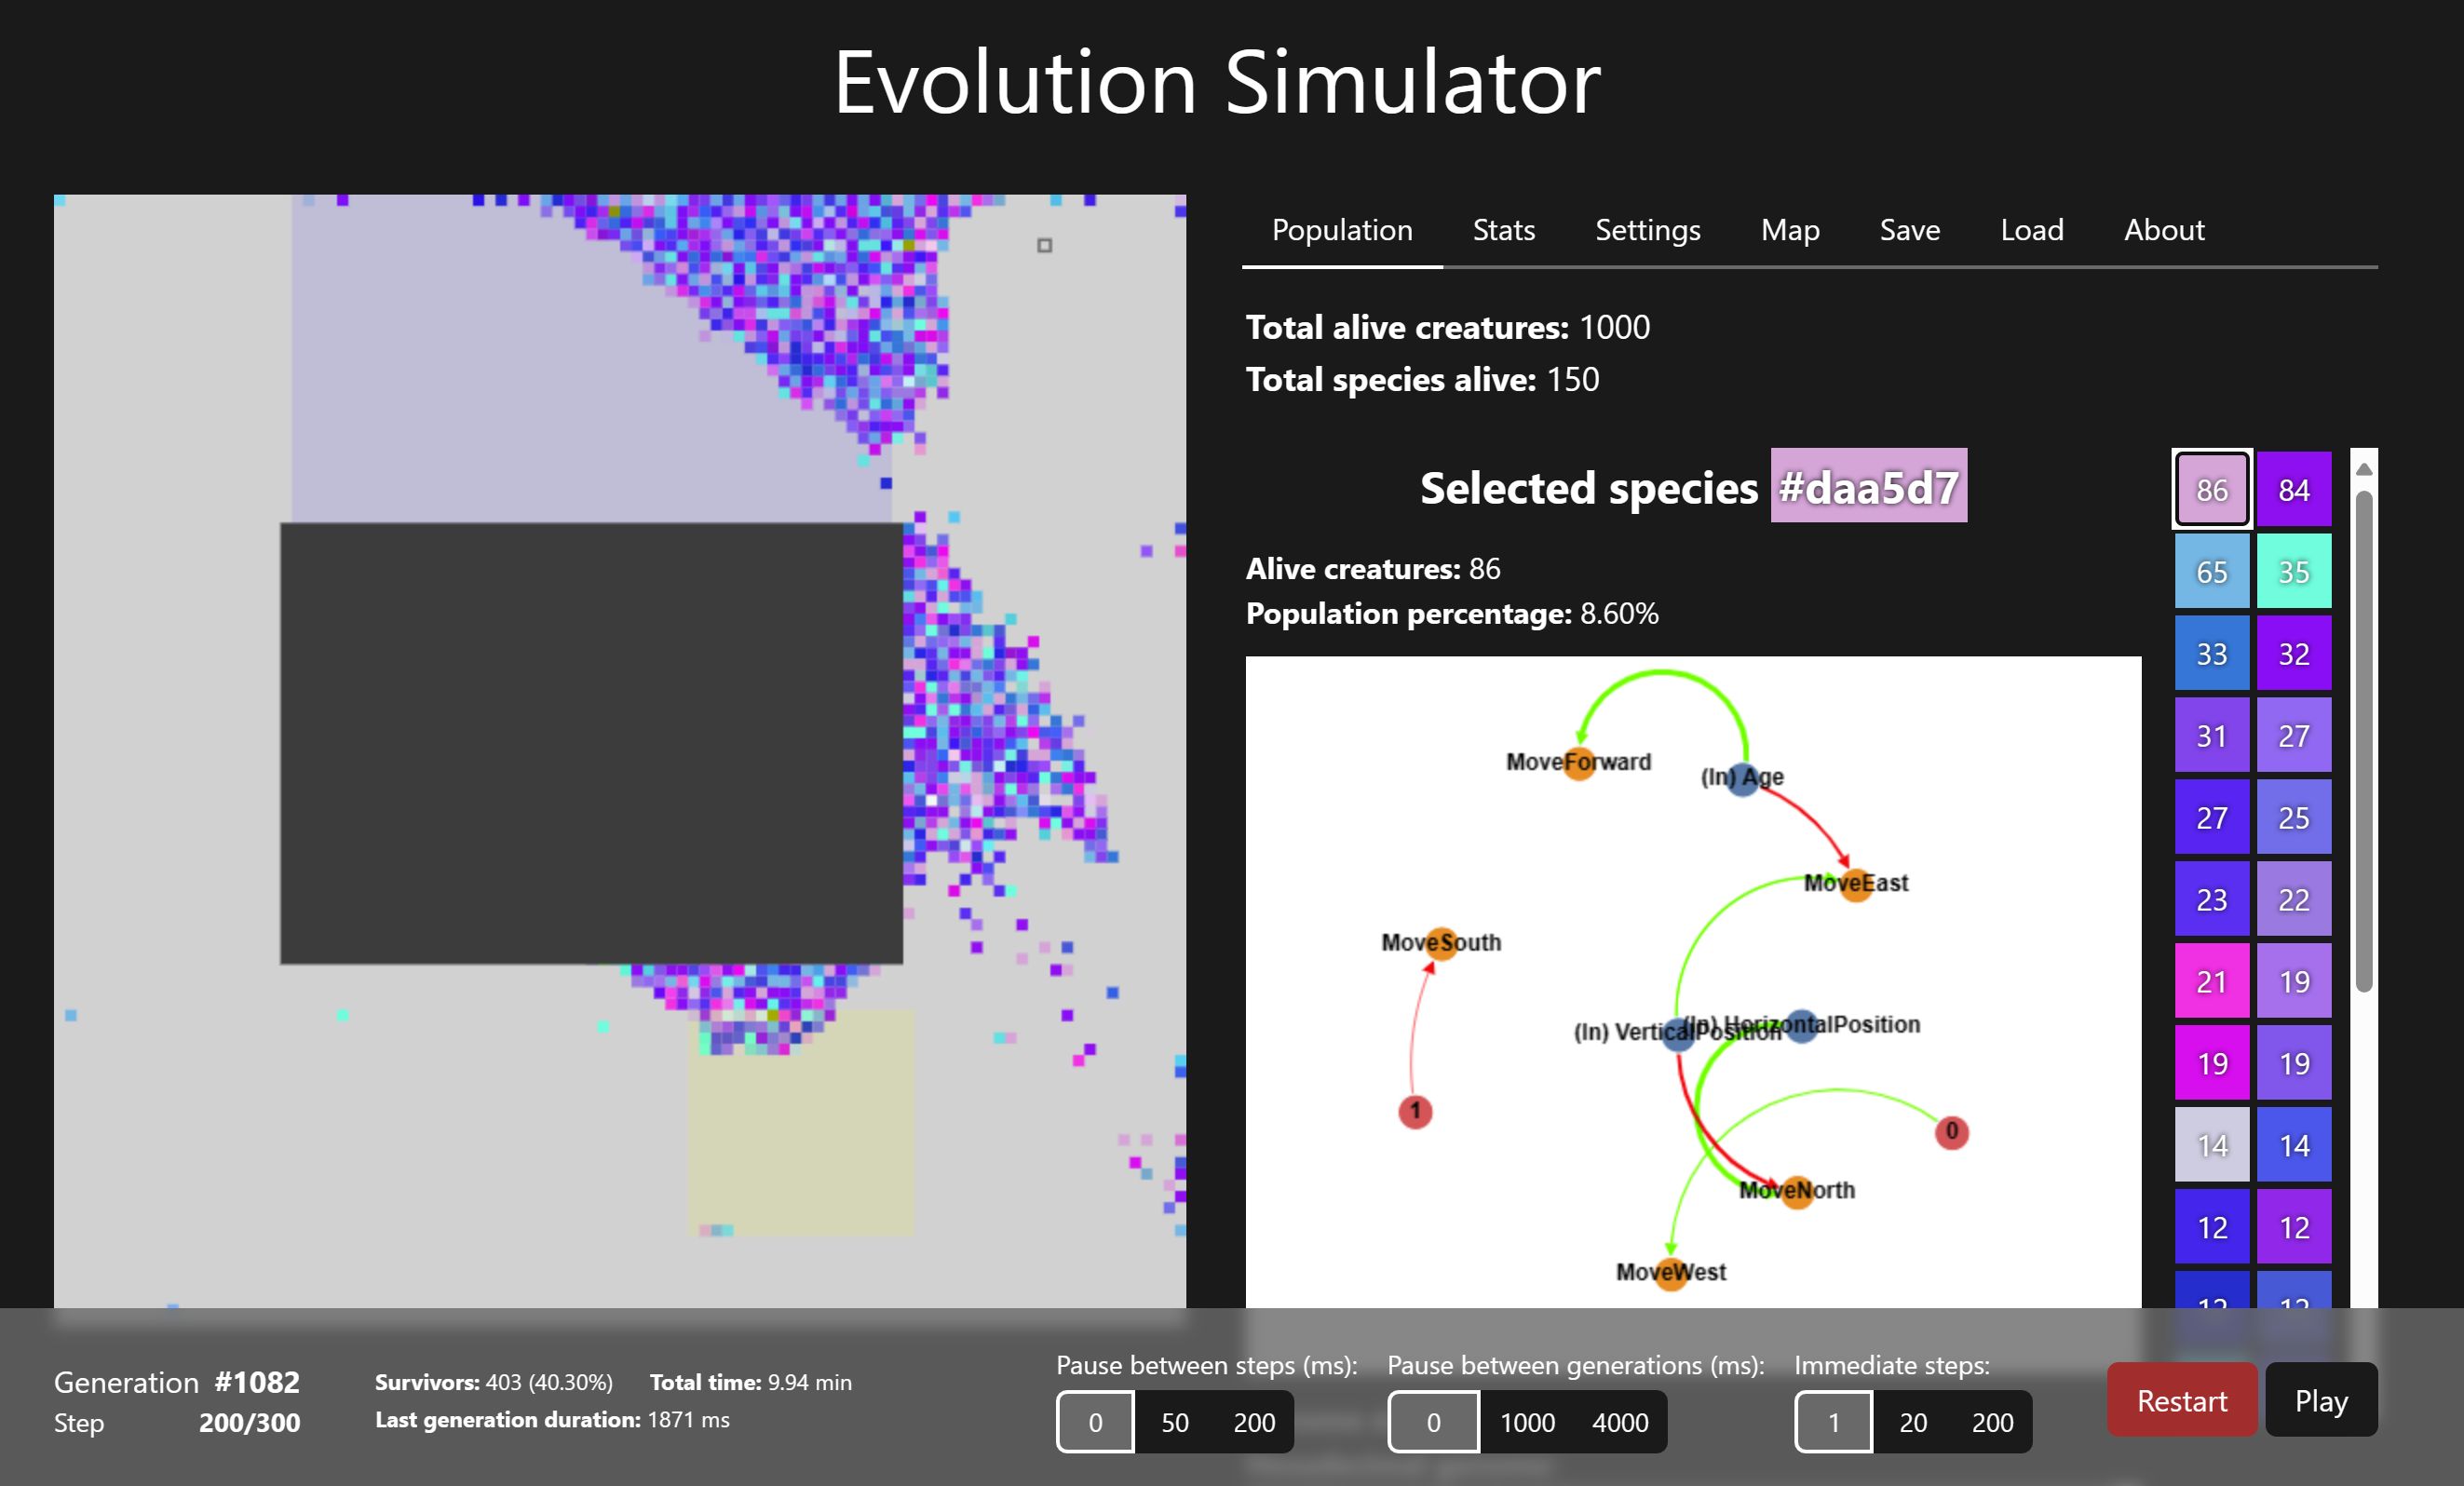 Evolution Simulator
Population Stats Settings Map Save Load About
Total alive creatures: 1000
Total species alive: 150
Selected species #daa5d7
Alive creatures: 86
Population percentage: 8.60%
MoveForward
(In) Age
MoveEast
MoveSouth
(In) VerticalPosition
(In) HorizontalPosition
1
0
MoveNorth
MoveWest
86 84
65 35
33 32
31 27
27 25
23 22
21 19
19 19
14 14
12 12
12 12
Generation #1082
Step 200/300
Survivors: 403 (40.30%) Total time: 9.94 min
Last generation duration: 1871 ms
Pause between steps (ms):
0 50 200
Pause between generations (ms):
0 1000 4000
Immediate steps:
1 20 200
Restart
Play